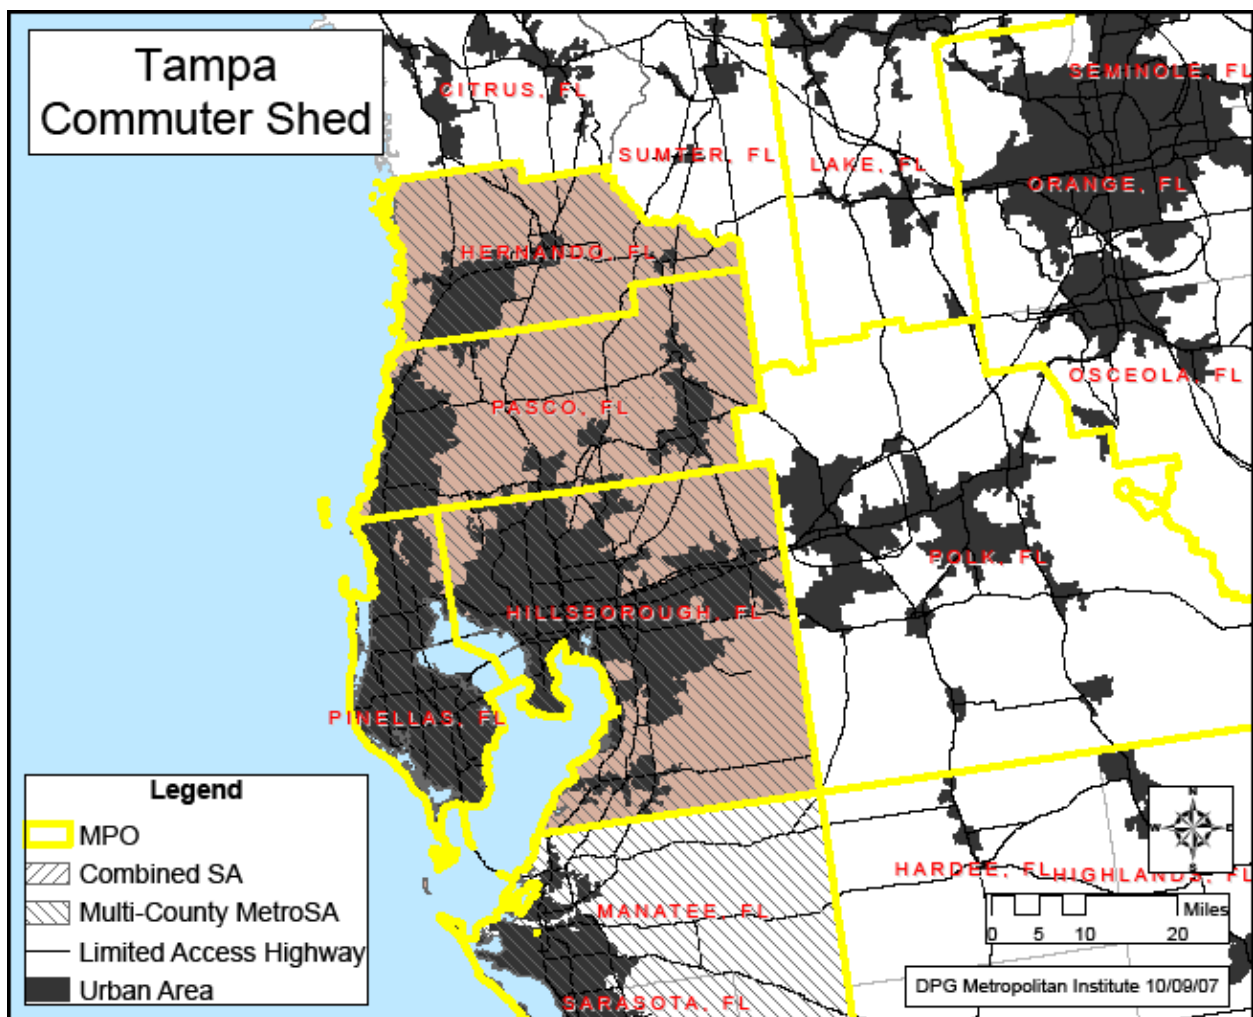 Tampa
Commuter Shed
CITRUS, FL
SEMINOLE, FL
SUMTER, FL
LAKE, FL
ORANGE, FL
HERNANDO, FL
OSCEOLA, FL
PASCO, FL
POLK, FL
HILLSBOROUGH, FL
PINELLAS, FL
Legend
MPO
Combined SA
Multi-County MetroSA
Limited Access Highway
Urban Area
N
W
E
S
HARDEE, FL
HIGHLANDS, FL
MANATEE, FL
Miles
0 5 10 20
DPG Metropolitan Institute 10/09/07
SARASOTA, FL